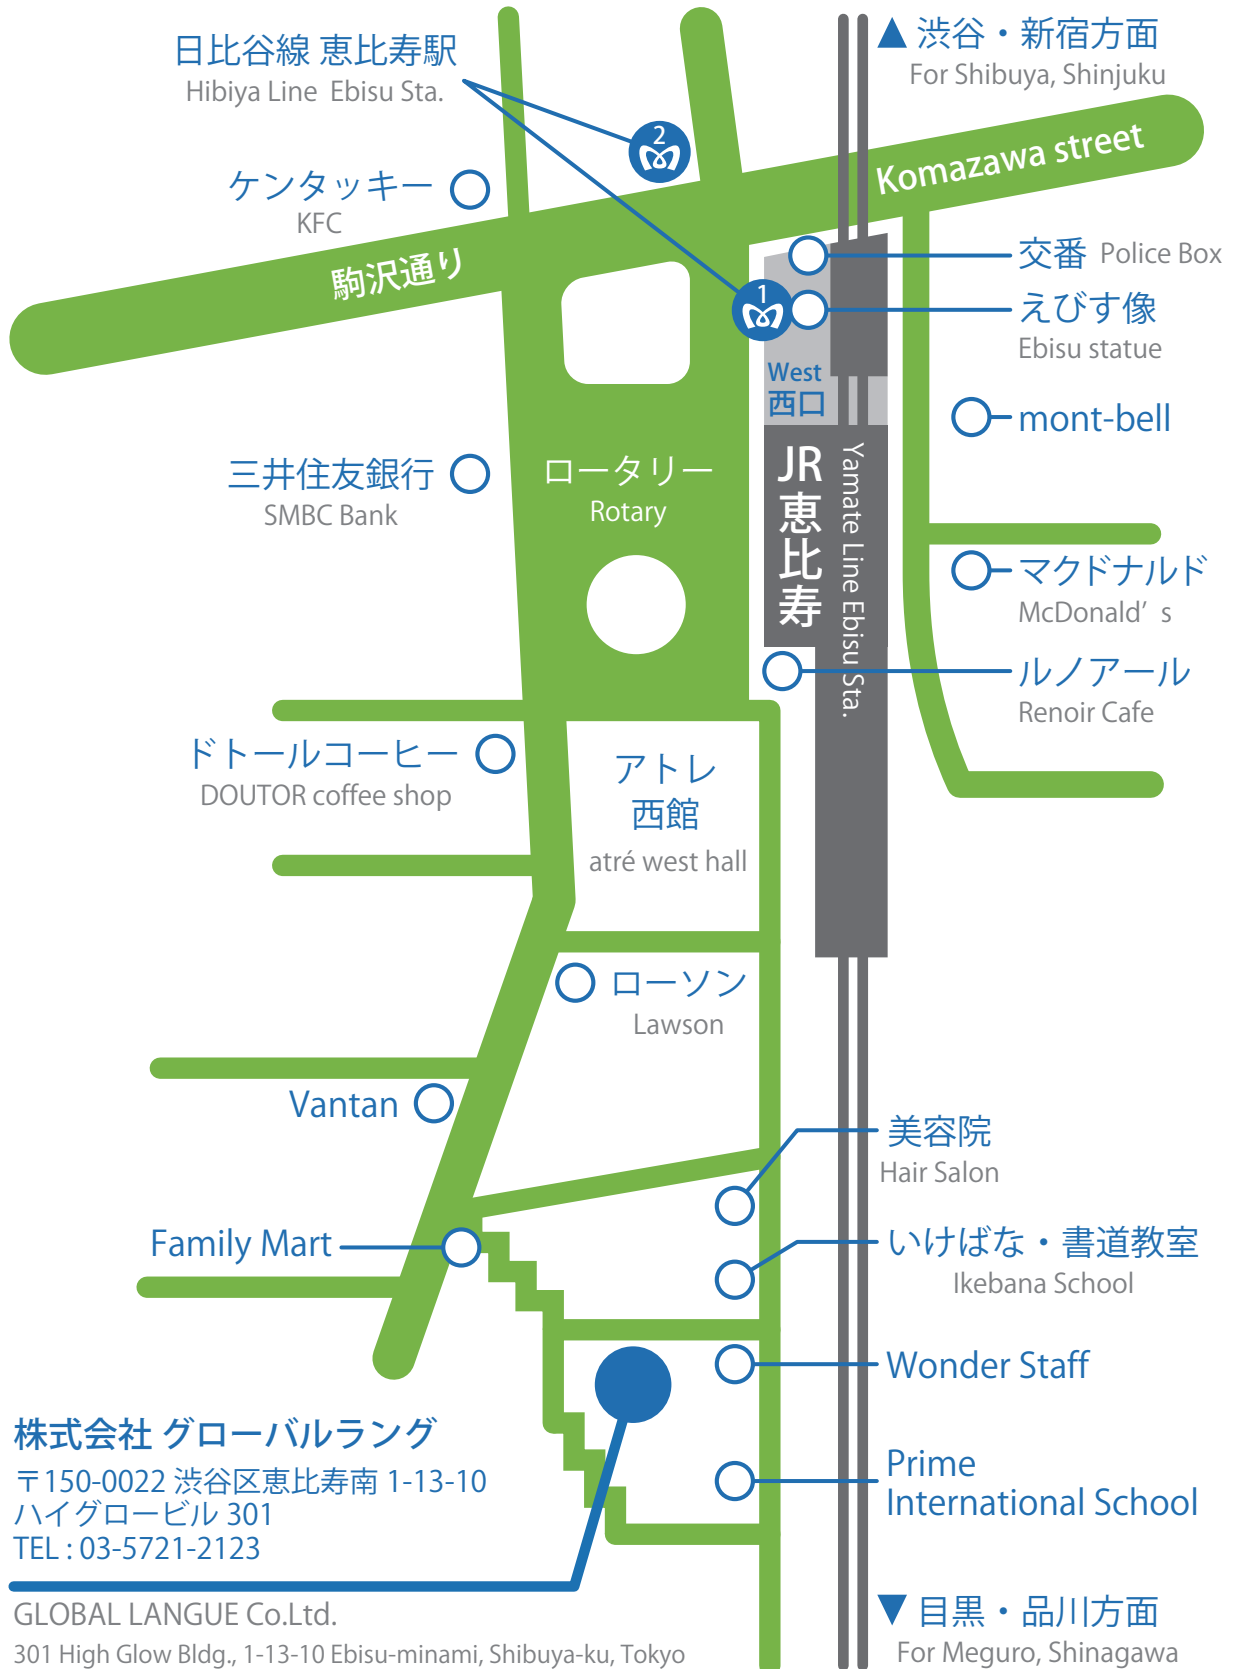 日比谷線 恵比寿駅
Hibiya Line Ebisu Sta.
▲ 渋谷・新宿方面
For Shibuya, Shinjuku
2
Komazawa street
ケンタッキー
KFC
駒沢通り
交番 Police Box
1
えびす像
Ebisu statue
West
西口
mont-bell
三井住友銀行
SMBC Bank
ロータリー
Rotary
JR恵比寿
Yamate Line Ebisu Sta.
マクドナルド
McDonald’ s
ルノアール
Renoir Cafe
ドトールコーヒー
DOUTOR coffee shop
アトレ
西館
atré west hall
ローソン
Lawson
Vantan
美容院
Hair Salon
Family Mart
いけばな・書道教室
Ikebana School
Wonder Staff
Prime
International School
株式会社 グローバルラング
〒150-0022 渋谷区恵比寿南 1-13-10
ハイグロービル 301
TEL : 03-5721-2123
GLOBAL LANGUE Co.Ltd.
301 High Glow Bldg., 1-13-10 Ebisu-minami, Shibuya-ku, Tokyo
▼ 目黒・品川方面
For Meguro, Shinagawa